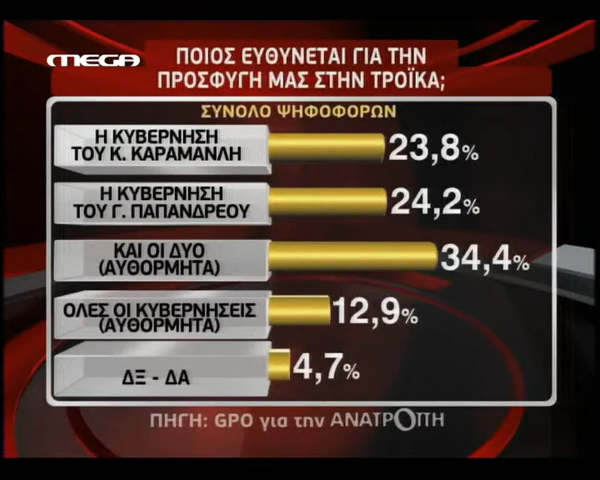 MEGA
ΠΟΙΟΣ ΕΥΘΥΝΕΤΑΙ ΓΙΑ ΤΗΝ
ΠΡΟΣΦΥΓΗ ΜΑΣ ΣΤΗΝ ΤΡΟΪΚΑ;
ΣΥΝΟΛΟ ΨΗΦΟΦΟΡΩΝ
Η ΚΥΒΕΡΝΗΣΗ
ΤΟΥ Κ. ΚΑΡΑΜΑΝΛΗ
23,8%
Η ΚΥΒΕΡΝΗΣΗ
ΤΟΥ Γ. ΠΑΠΑΝΔΡΕΟΥ
24,2%
ΚΑΙ ΟΙ ΔΥΟ
(ΑΥΘΟΡΜΗΤΑ)
34,4%
ΟΛΕΣ ΟΙ ΚΥΒΕΡΝΗΣΕΙΣ
(ΑΥΘΟΡΜΗΤΑ)
12,9%
ΔΞ - ΔΑ
4,7%
ΠΗΓΗ: GPO για την ΑΝΑΤΡΟΠΗ